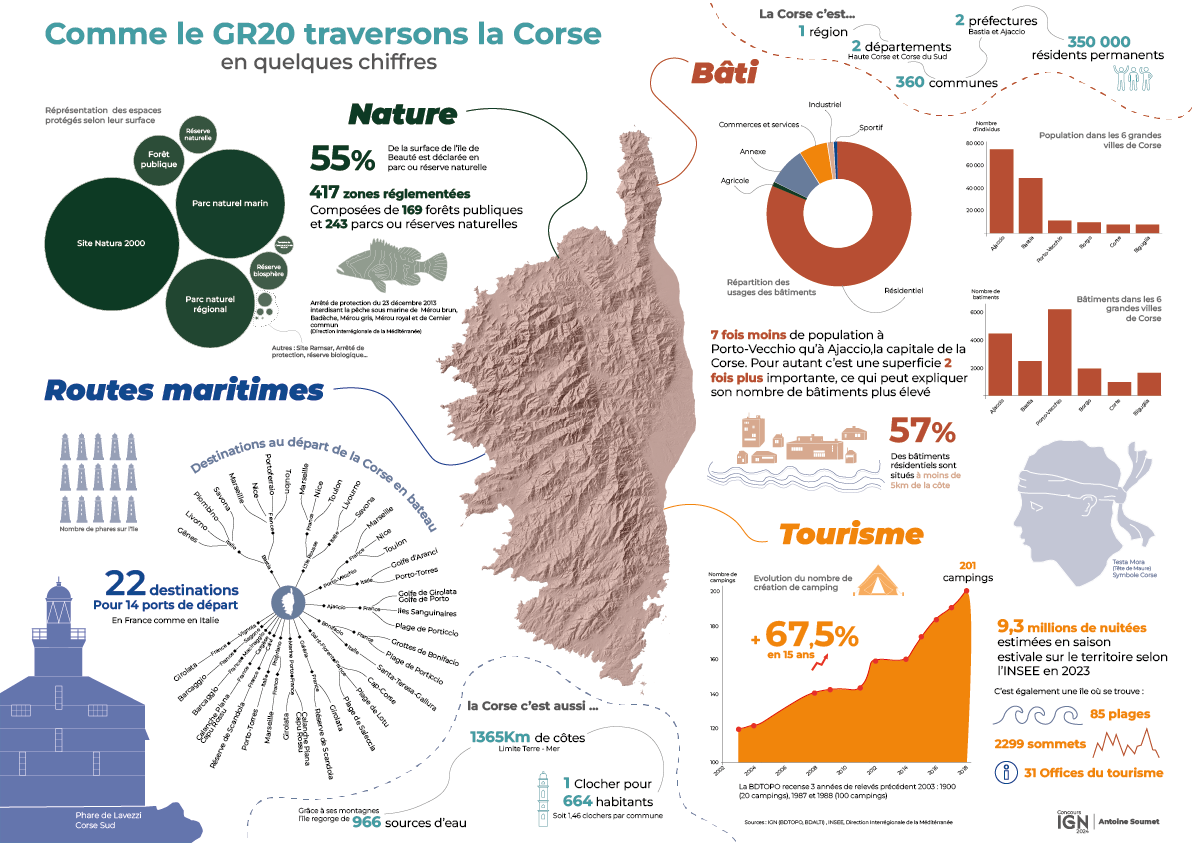 Comme le GR20 traversons la Corse
en quelques chiffres
La Corse c'est...
1 région
2 départements
Haute Corse et Corse du Sud
2 préfectures
Bastia et Ajaccio
360 communes
350 000
résidents permanents
Nature
Réprésentation des espaces
protégés selon leur surface
Réserve
naturelle
Forêt
publique
Parc naturel marin
Site Natura 2000
Réserve
biosphère
Parc naturel
régional
Autres : Site Ramsar, Arrêté de
protection, réserve biologique...
55%
De la surface de l'île de
Beauté est déclarée en
parc ou réserve naturelle
417 zones réglementées
Composées de 169 forêts publiques
et 243 parcs ou réserves naturelles
Arrêté de protection du 23 décembre 2013
interdisant la pêche sous marine de Mérou brun,
Badèche, Mérou gris, Mérou royal et de Cernier
commun
(Direction Interrégionale de la Méditérranée)
Bâti
Industriel
Commerces et services
Sportif
Annexe
Agricole
Résidentiel
Répartition des
usages des bâtiments
Nombre
d'individus
Population dans les 6 grandes
villes de Corse
80 000
60 000
40 000
20 000
Ajaccio
Bastia
Porto-Vecchio
Borgo
Corte
Biguglia
Nombre de
batiments
Bâtiments dans les 6
grandes villes
de Corse
6000
4000
2000
Ajaccio
Bastia
Porto-Vecchio
Borgo
Corte
Biguglia
7 fois moins de population à
Porto-Vecchio qu'à Ajaccio,la capitale de la
Corse. Pour autant c'est une superficie 2
fois plus importante, ce qui peut expliquer
son nombre de bâtiments plus élevé
57%
Des bâtiments
résidentiels sont
situés à moins de
5km de la côte
Testa Mora
(Tête de Maure)
Symbole Corse
Routes maritimes
Nombre de phares sur l'île
Destinations au départ de la Corse en bateau
Gênes
Livorno
Piombino
Savona
Marseille
Nice
Portoferraio
Toulon
Marseille
Nice
Toulon
Livourno
Savona
Marseille
Nice
Toulon
Golfe d'Aranci
Porto-Torres
Golfe de Girolata
Golfe de Porto
Iles Sanguinaires
Plage de Porticcio
Grottes de Bonifacio
Plage de Porticcio
Santa-Teresa-Gallura
Cap-Corse
Plage de Lotu
Plage de Saleccia
Girolata
Réserve de Scandola
Calanche Piana
Capu Rossu
Girolata
Marseille
Porto-Torres
Réserve de Scandola
Capu Rossu
Calanche Piana
Barcaggio
Barcaggio
Girolata
Bastia
Italie
France
L'Ile Rousse
France
Italie
Porto-Vecchio
France
Italie
Ajaccio
France
Bonifacio
France
Italie
Saint-Florent
France
Galéria
France
22 destinations
Pour 14 ports de départ
En France comme en Italie
Phare de Lavezzi
Corse Sud
la Corse c'est aussi ...
1365Km de côtes
Limite Terre - Mer
1 Clocher pour
664 habitants
Soit 1,46 clochers par commune
Grâce à ses montagnes
l'île regorge de
966 sources d'eau
Tourisme
Nombre de
campings
Evolution du nombre de
création de camping
201
campings
+ 67,5%
en 15 ans
200
180
160
140
120
100
2002
2004
2006
2008
2010
2012
2014
2016
2018
La BDTOPO recense 3 années de relevés précédent 2003 : 1900
(20 campings), 1987 et 1988 (100 campings)
9,3 millions de nuitées
estimées en saison
estivale sur le territoire selon
l'INSEE en 2023
C'est également une île où se trouve :
85 plages
2299 sommets
31 Offices du tourisme
Sources : IGN (BDTOPO, BDALTI) , INSEE, Direction Interrégionale de la Méditérranée
Concours
IGN
2024
Antoine Soumet